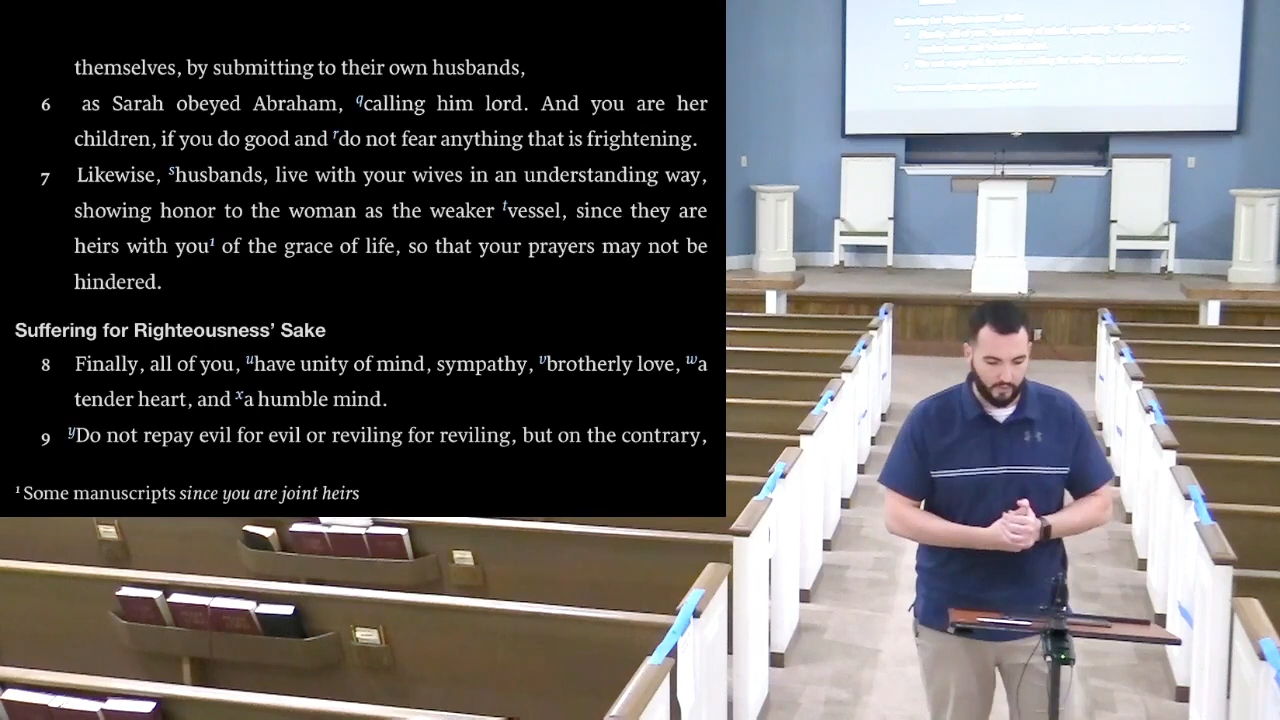 themselves, by submitting to their own husbands,
6 as Sarah obeyed Abraham, qcalling him lord. And you are her
children, if you do good and rdo not fear anything that is frightening.
7 Likewise, shusbands, live with your wives in an understanding way,
showing honor to the woman as the weaker tvessel, since they are
heirs with you1 of the grace of life, so that your prayers may not be
hindered.
Suffering for Righteousness’ Sake
8 Finally, all of you, uhave unity of mind, sympathy, vbrotherly love, wa
tender heart, and xa humble mind.
9 yDo not repay evil for evil or reviling for reviling, but on the contrary,
1 Some manuscripts since you are joint heirs